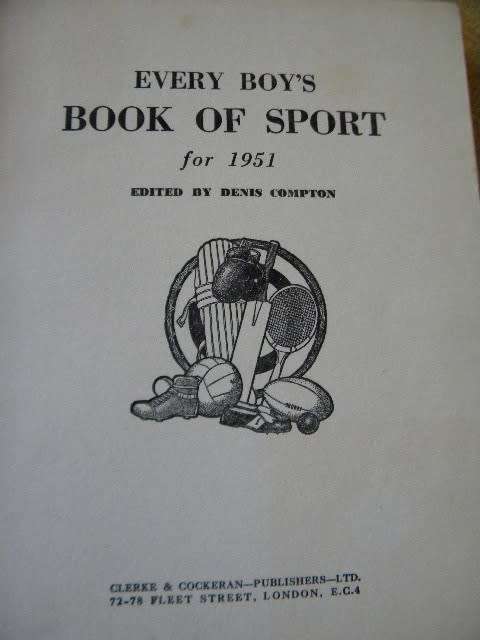 EVERY BOY'S
BOOK OF SPORT
for 1951
EDITED BY DENIS COMPTON
CLERKE & COCKERAN—PUBLISHERS—LTD.
72-78 FLEET STREET, LONDON, E.C.4